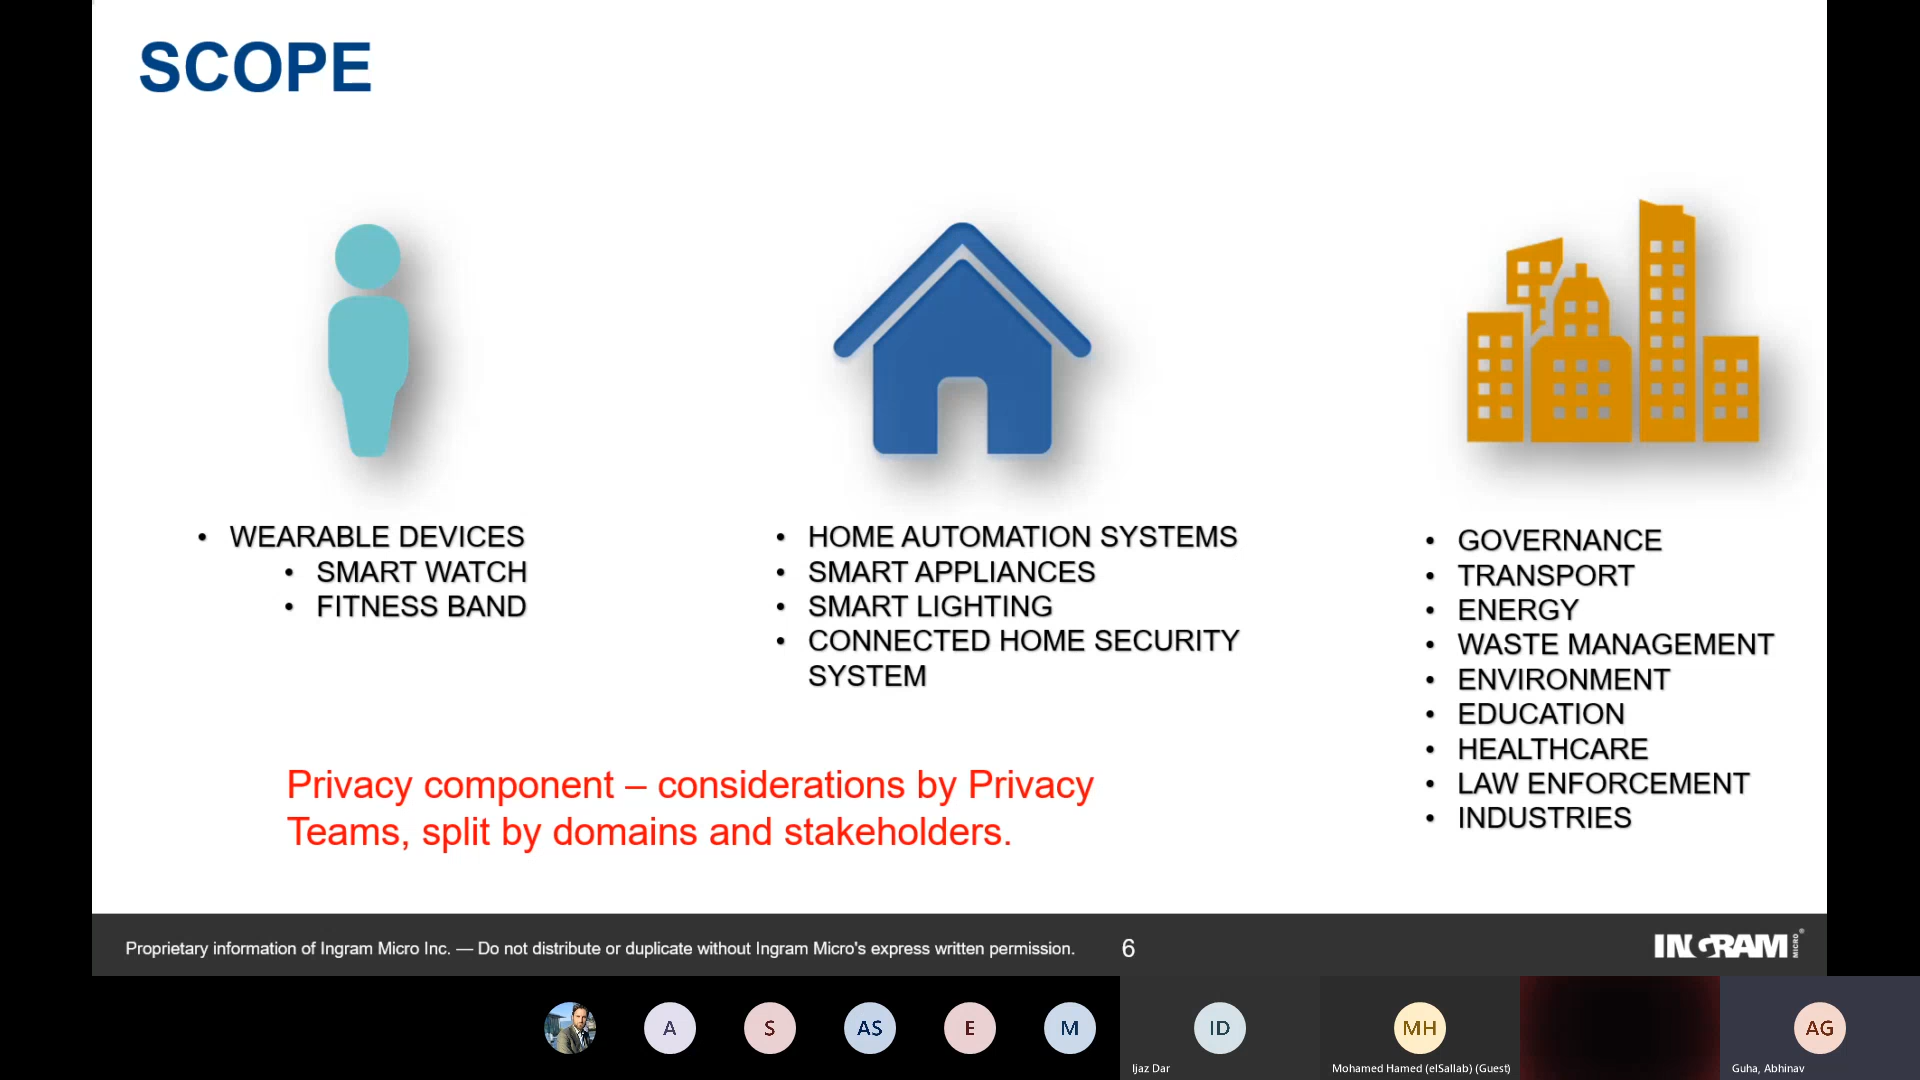 SCOPE
• WEARABLE DEVICES
• SMART WATCH
• FITNESS BAND
• HOME AUTOMATION SYSTEMS
• SMART APPLIANCES
• SMART LIGHTING
• CONNECTED HOME SECURITY
SYSTEM
• GOVERNANCE
• TRANSPORT
• ENERGY
• WASTE MANAGEMENT
• ENVIRONMENT
• EDUCATION
• HEALTHCARE
• LAW ENFORCEMENT
• INDUSTRIES
Privacy component – considerations by Privacy
Teams, split by domains and stakeholders.
Proprietary information of Ingram Micro Inc. — Do not distribute or duplicate without Ingram Micro's express written permission.
6
INGRAM MICRO®
A
S
AS
E
M
ID
Ijaz Dar
MH
Mohamed Hamed (elSallab) (Guest)
AG
Guha, Abhinav